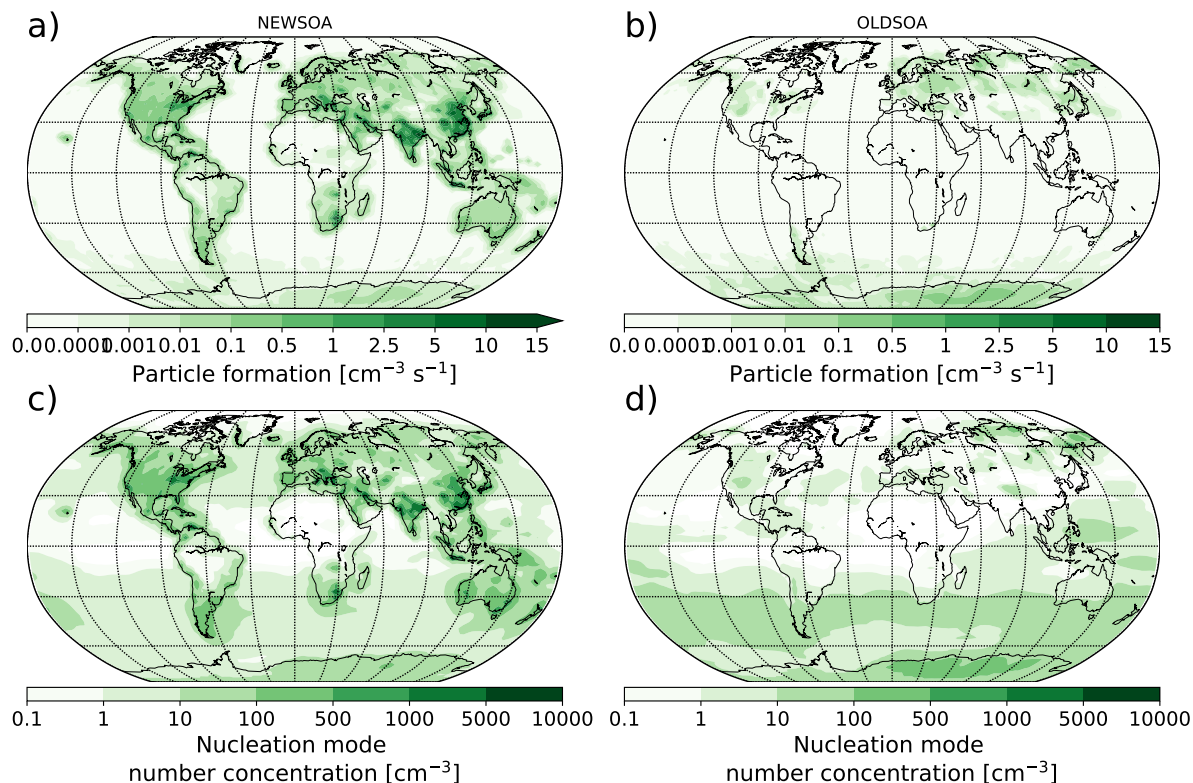 a) NEWSOA
b) OLDSOA
0.0 0.0001 0.001 0.01 0.1 0.5 1 2.5 5 10 15
Particle formation [cm⁻³ s⁻¹]
0.0 0.0001 0.001 0.01 0.1 0.5 1 2.5 5 10 15
Particle formation [cm⁻³ s⁻¹]
c)
d)
0.1 1 10 100 500 1000 5000 10000
Nucleation mode
number concentration [cm⁻³]
0.1 1 10 100 500 1000 5000 10000
Nucleation mode
number concentration [cm⁻³]